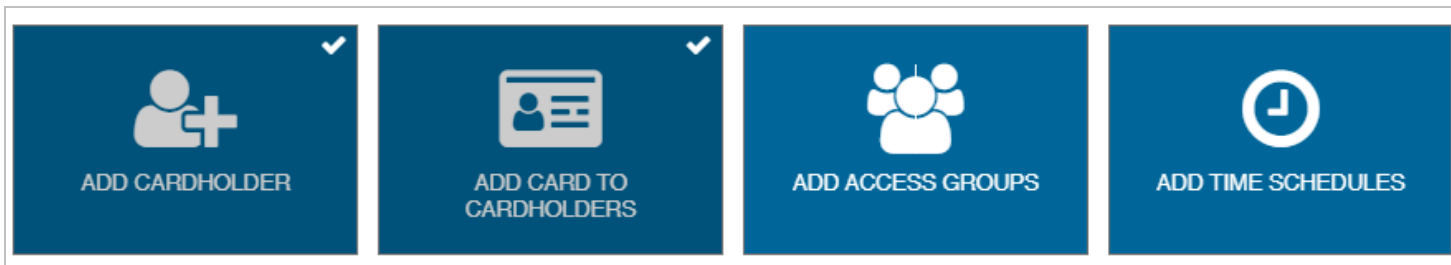 ADD CARDHOLDER
ADD CARD TO
CARDHOLDERS
ADD ACCESS GROUPS
ADD TIME SCHEDULES